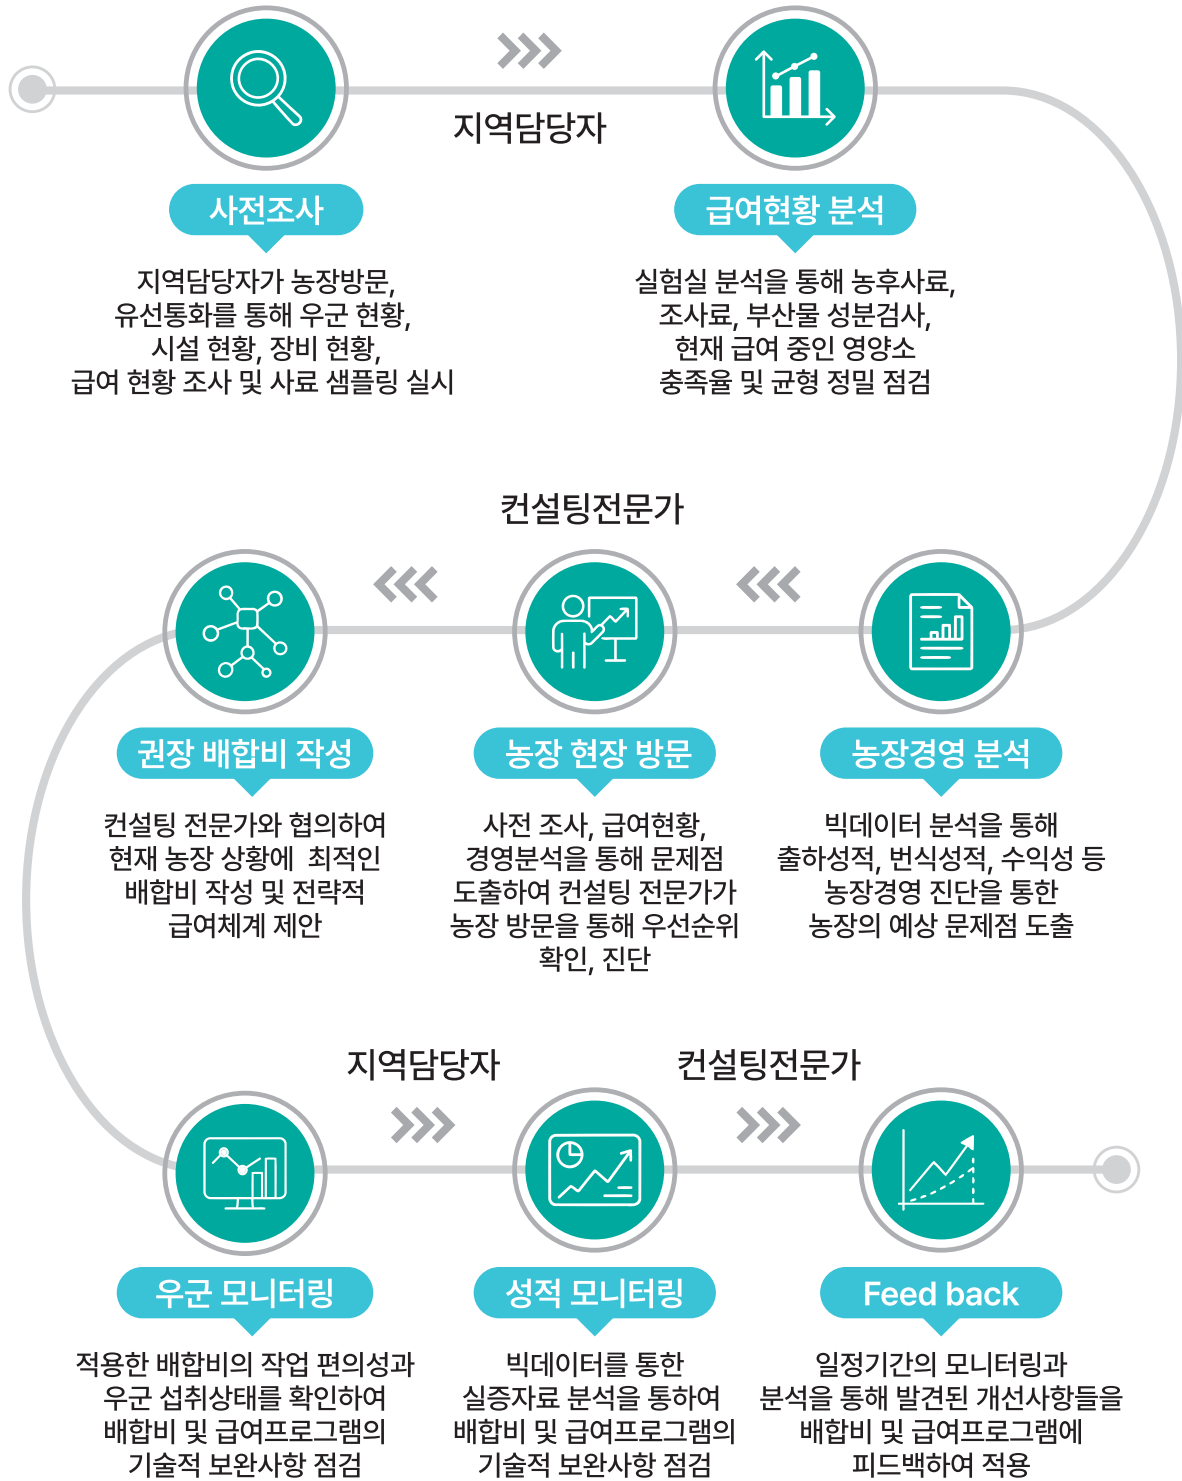 지역담당자
사전조사
지역담당자가 농장방문,
유선통화를 통해 우군 현황,
시설 현황, 장비 현황,
급여 현황 조사 및 사료 샘플링 실시
급여현황 분석
실험실 분석을 통해 농후사료,
조사료, 부산물 성분검사,
현재 급여 중인 영양소
충족율 및 균형 정밀 점검
컨설팅전문가
농장경영 분석
빅데이터 분석을 통해
출하성적, 번식성적, 수익성 등
농장경영 진단을 통한
농장의 예상 문제점 도출
농장 현장 방문
사전 조사, 급여현황,
경영분석을 통해 문제점
도출하여 컨설팅 전문가가
농장 방문을 통해 우선순위
확인, 진단
권장 배합비 작성
컨설팅 전문가와 협의하여
현재 농장 상황에 최적인
배합비 작성 및 전략적
급여체계 제안
지역담당자
컨설팅전문가
우군 모니터링
적용한 배합비의 작업 편의성과
우군 섭취상태를 확인하여
배합비 및 급여프로그램의
기술적 보완사항 점검
성적 모니터링
빅데이터를 통한
실증자료 분석을 통하여
배합비 및 급여프로그램의
기술적 보완사항 점검
Feed back
일정기간의 모니터링과
분석을 통해 발견된 개선사항들을
배합비 및 급여프로그램에
피드백하여 적용